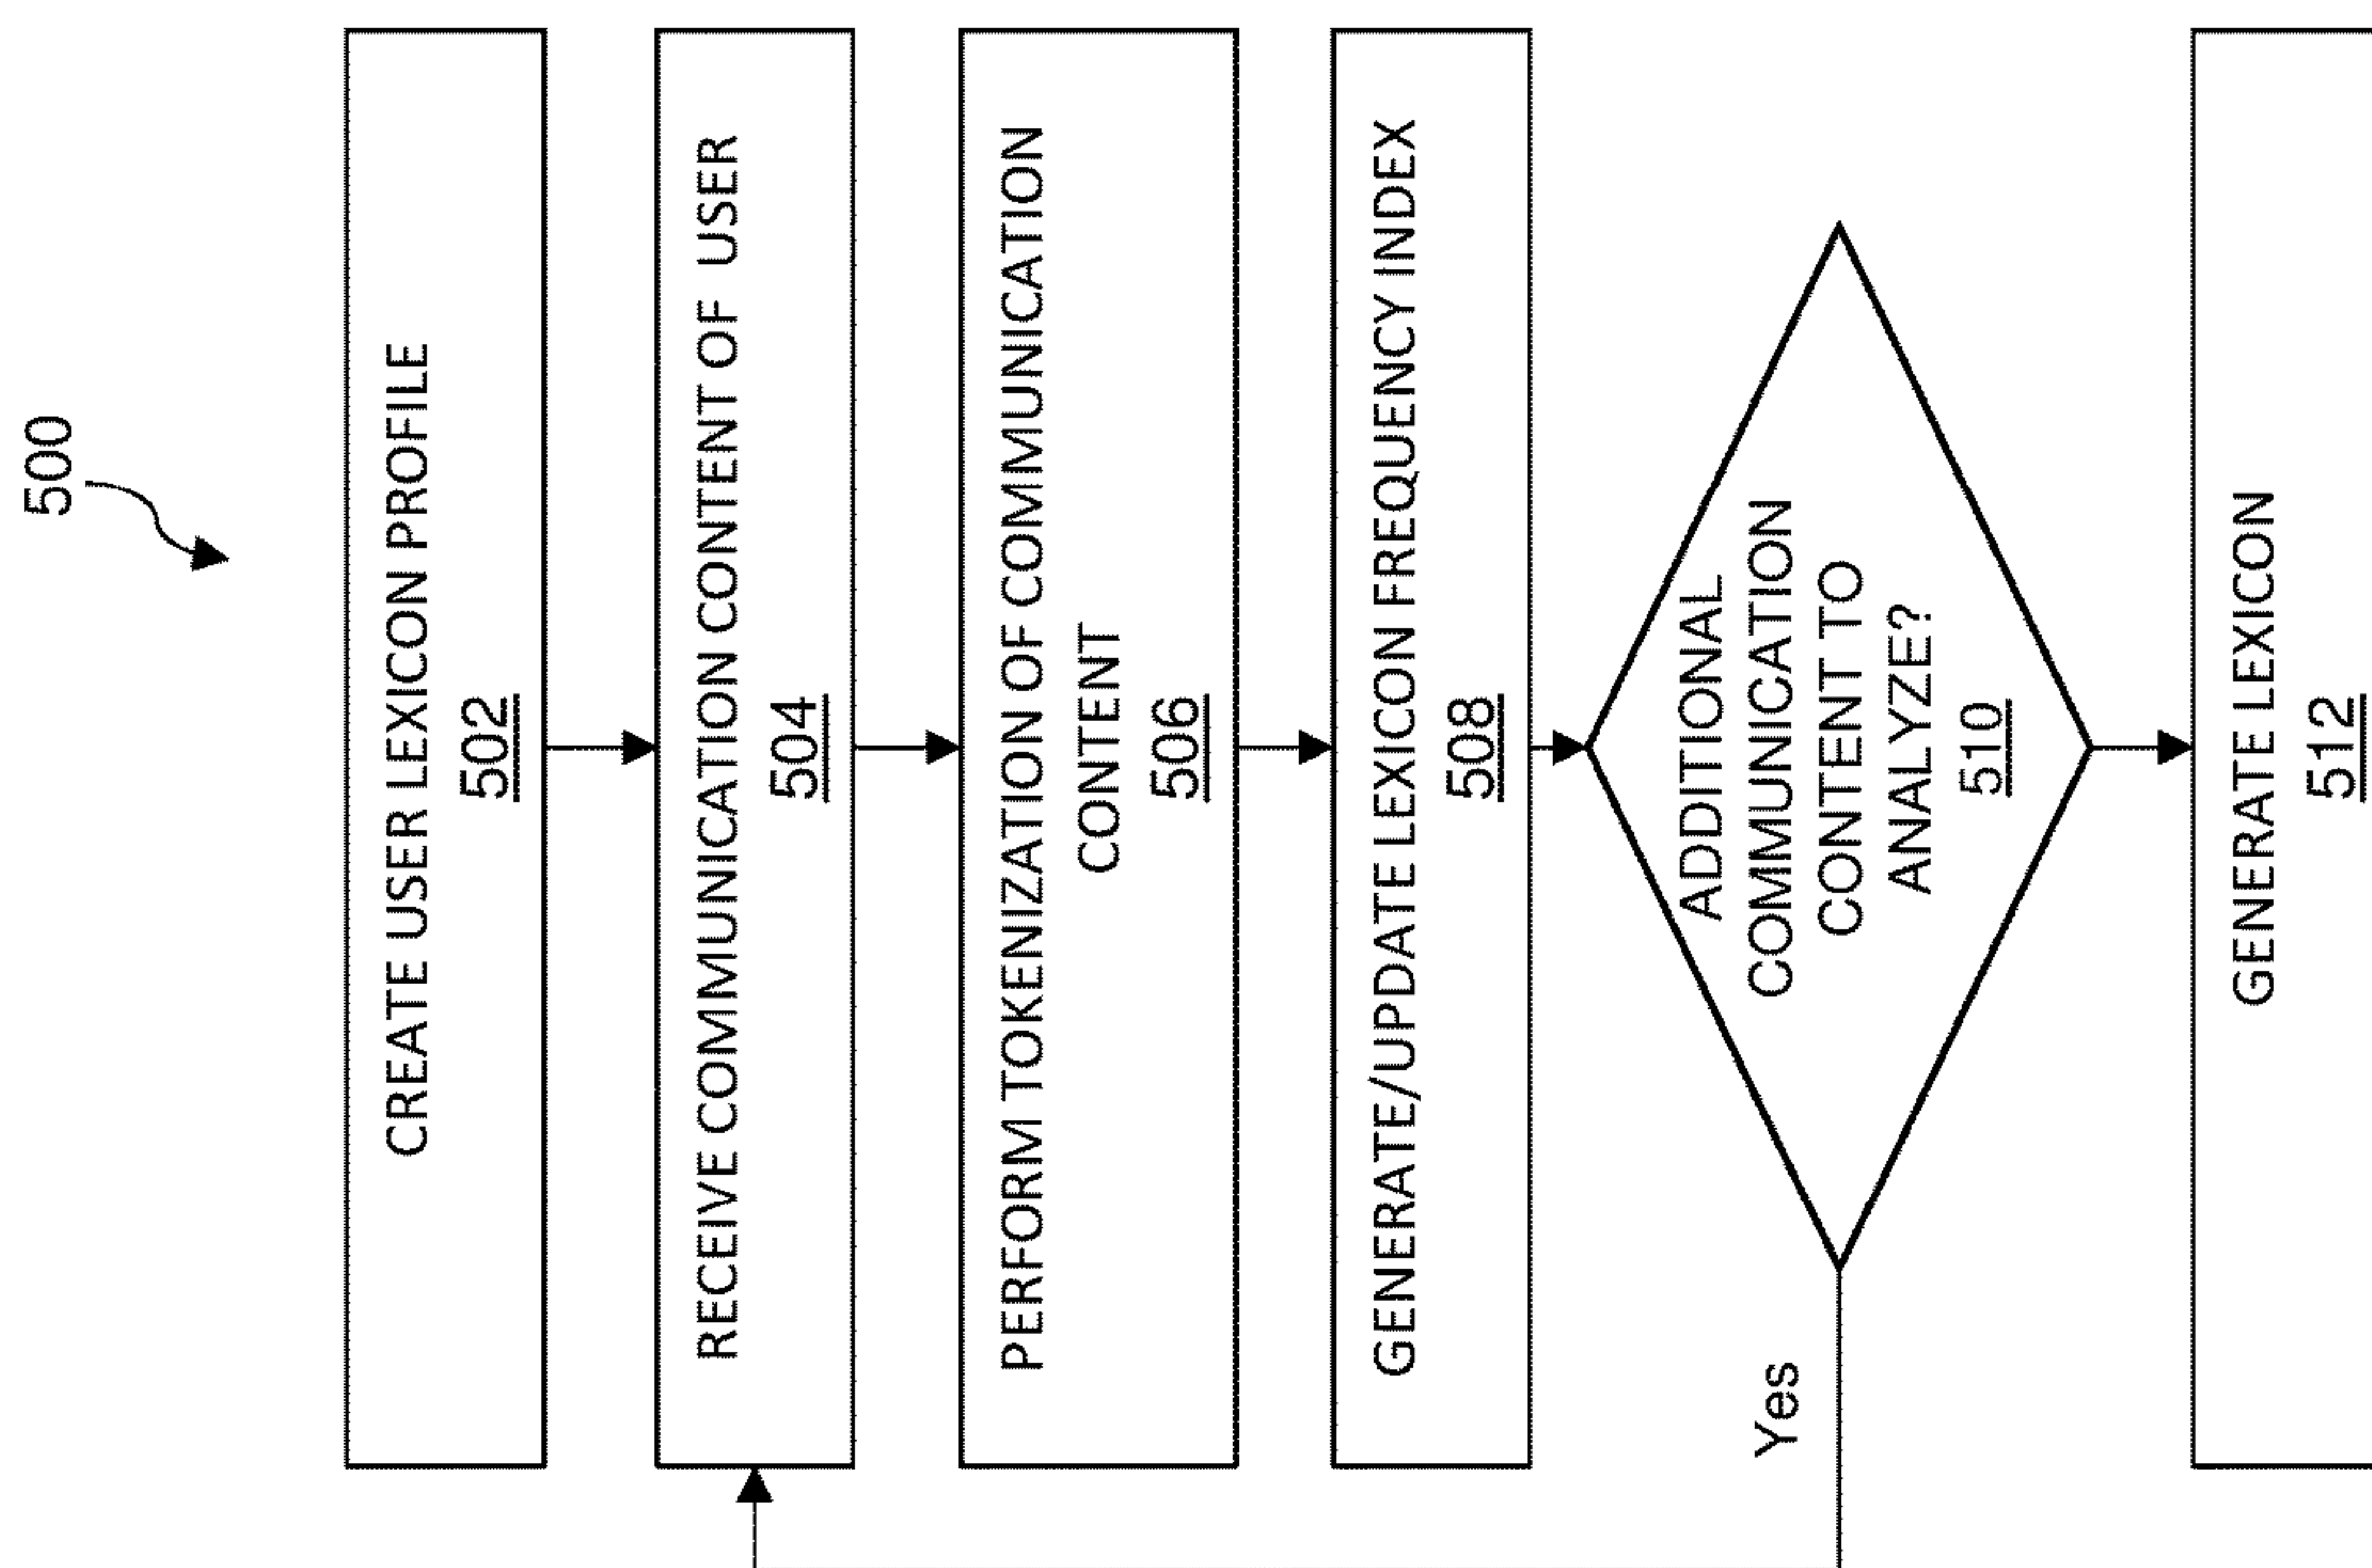 500
CREATE USER LEXICON PROFILE
502
RECEIVE COMMUNICATION CONTENT OF USER
504
PERFORM TOKENIZATION OF COMMUNICATION
CONTENT
506
GENERATE/UPDATE LEXICON FREQUENCY INDEX
508
ADDITIONAL
COMMUNICATION
CONTENT TO
ANALYZE?
510
Yes
GENERATE LEXICON
512